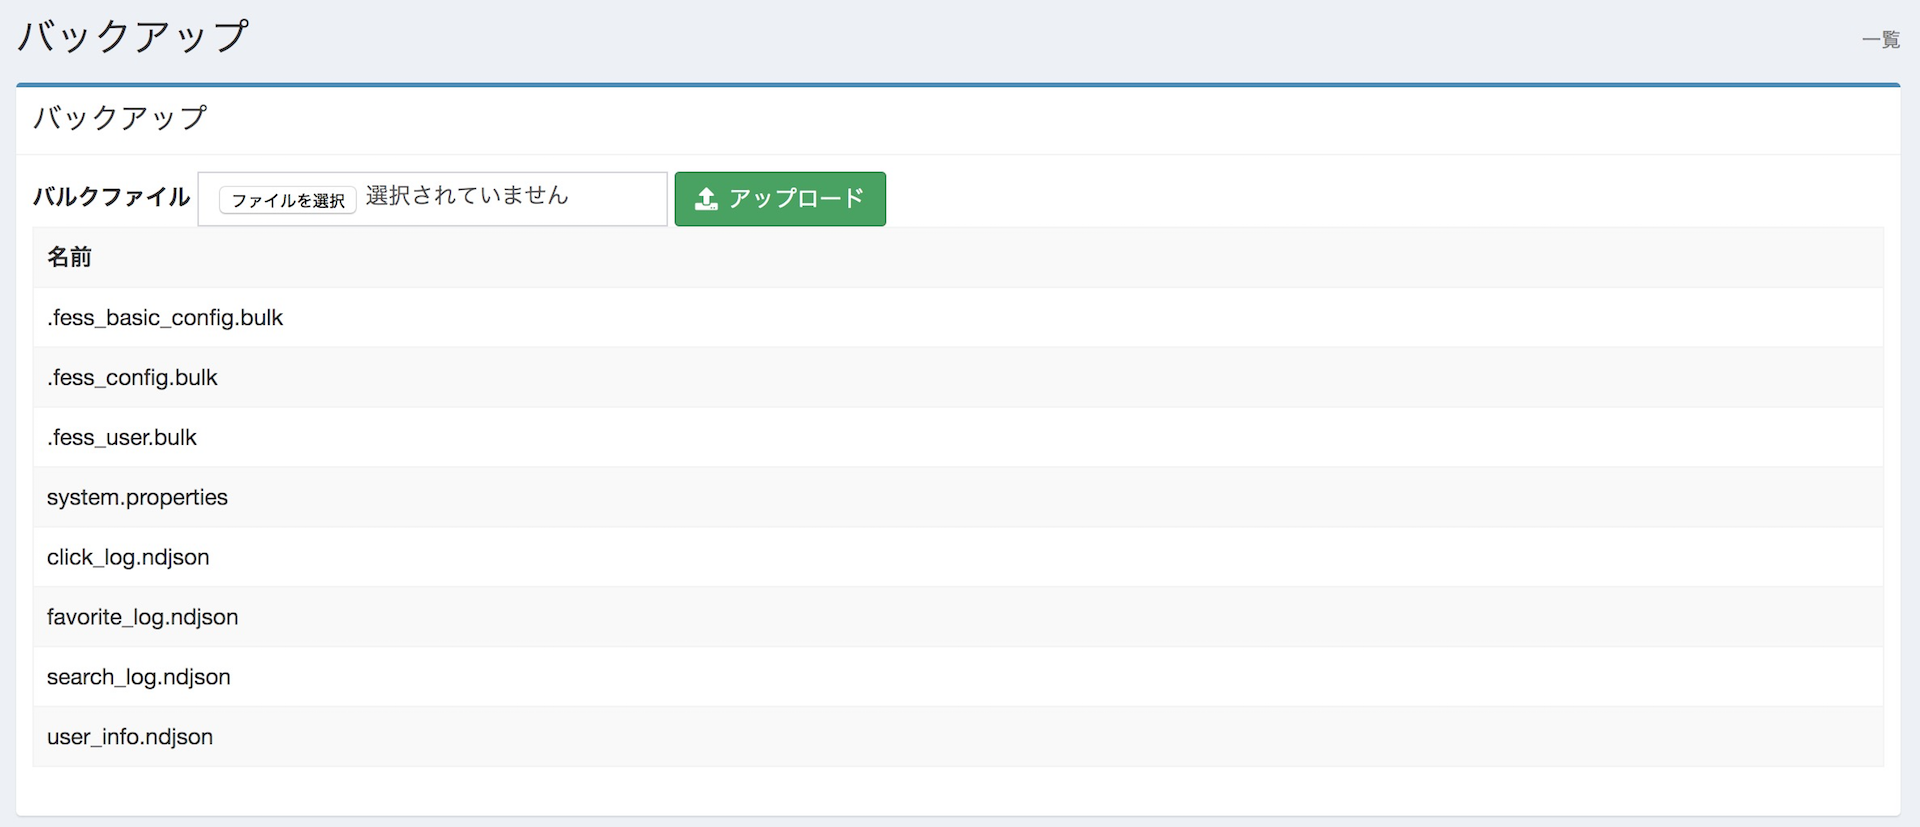 バックアップ
一覧
バックアップ
バルクファイル ファイルを選択 選択されていません アップロード
名前
.fess_basic_config.bulk
.fess_config.bulk
.fess_user.bulk
system.properties
click_log.ndjson
favorite_log.ndjson
search_log.ndjson
user_info.ndjson